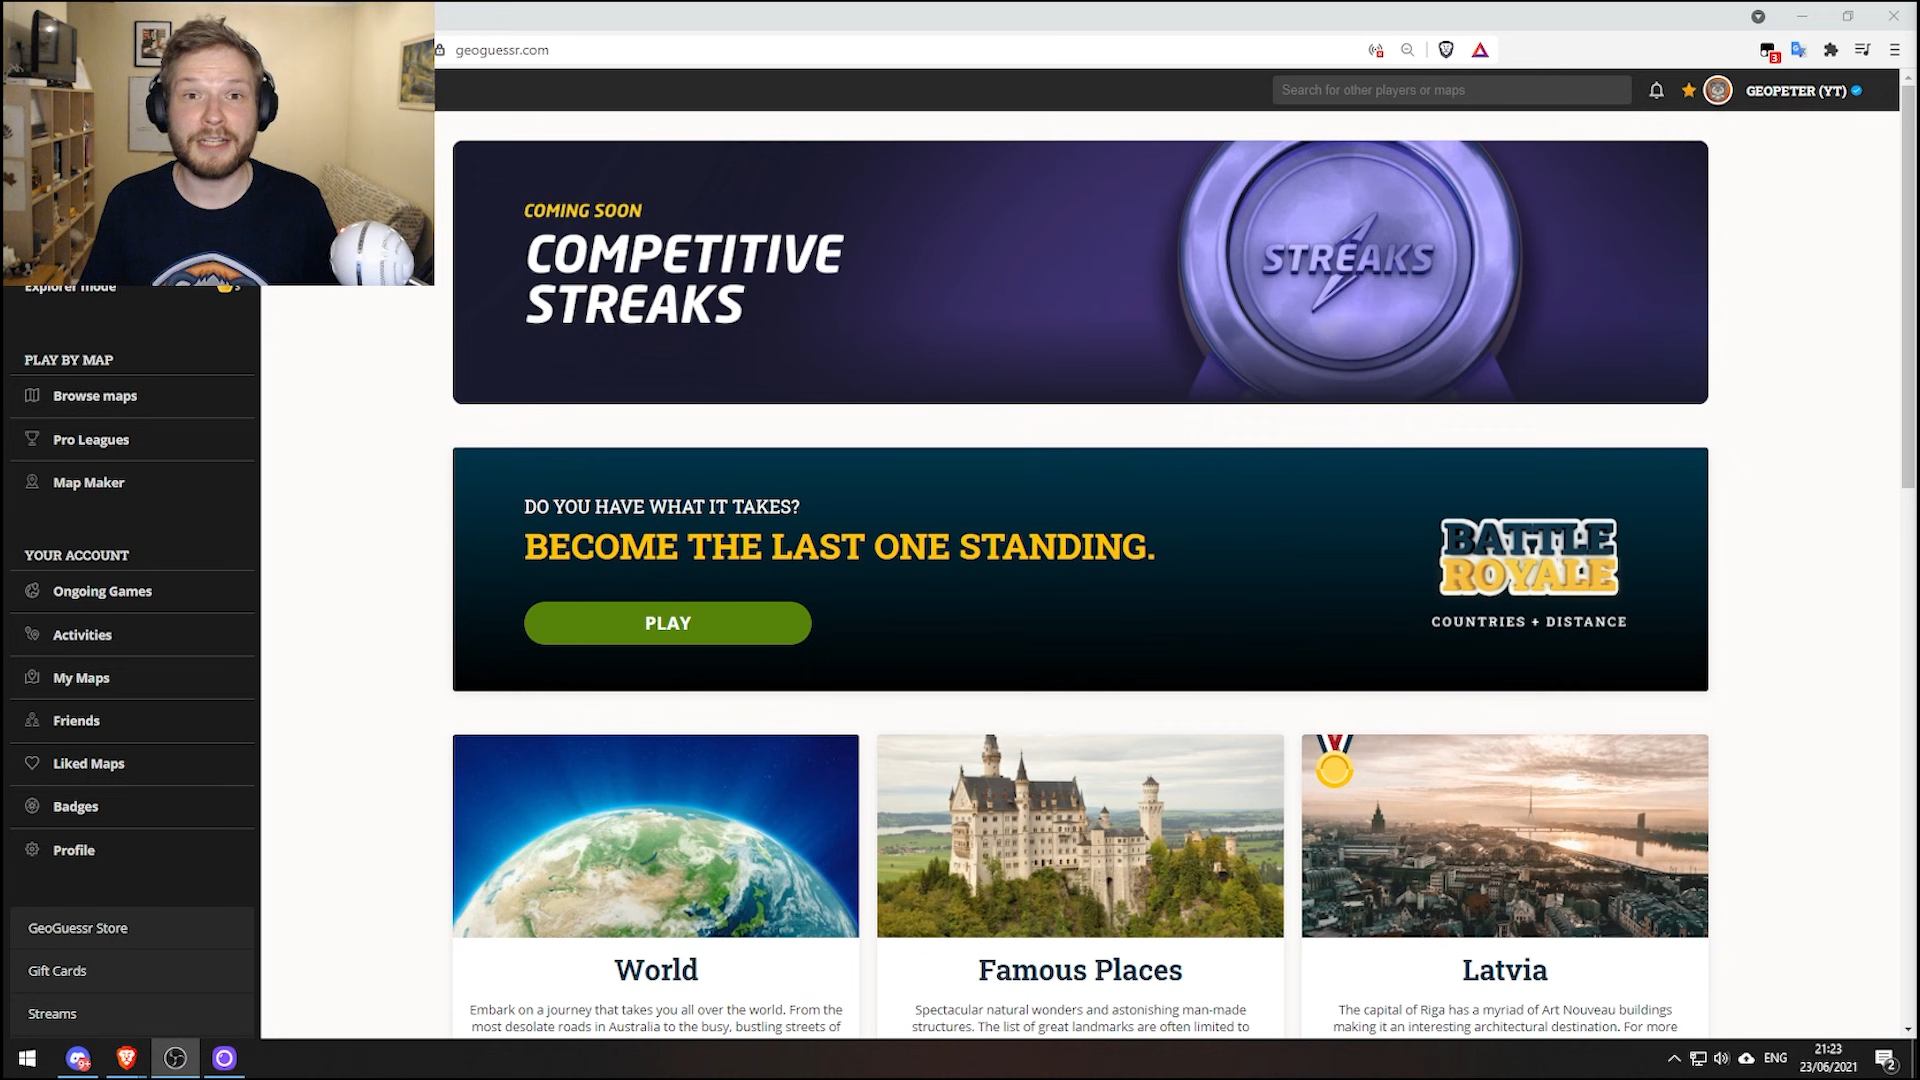 geoguessr.com
3
Search for other players or maps
GEOPETER (YT)
COMING SOON
COMPETITIVE
STREAKS
STREAKS
Explorer mode
3
PLAY BY MAP
Browse maps
Pro Leagues
Map Maker
YOUR ACCOUNT
Ongoing Games
Activities
My Maps
Friends
Liked Maps
Badges
Profile
GeoGuessr Store
Gift Cards
Streams
DO YOU HAVE WHAT IT TAKES?
BECOME THE LAST ONE STANDING.
PLAY
BATTLE
ROYALE
COUNTRIES + DISTANCE
World
Embark on a journey that takes you all over the world. From the
most desolate roads in Australia to the busy, bustling streets of
Famous Places
Spectacular natural wonders and astonishing man-made
structures. The list of great landmarks are often limited to
Latvia
The capital of Riga has a myriad of Art Nouveau buildings
making it an interesting architectural destination. For more
9+
ENG
21:23
23/06/2021
2